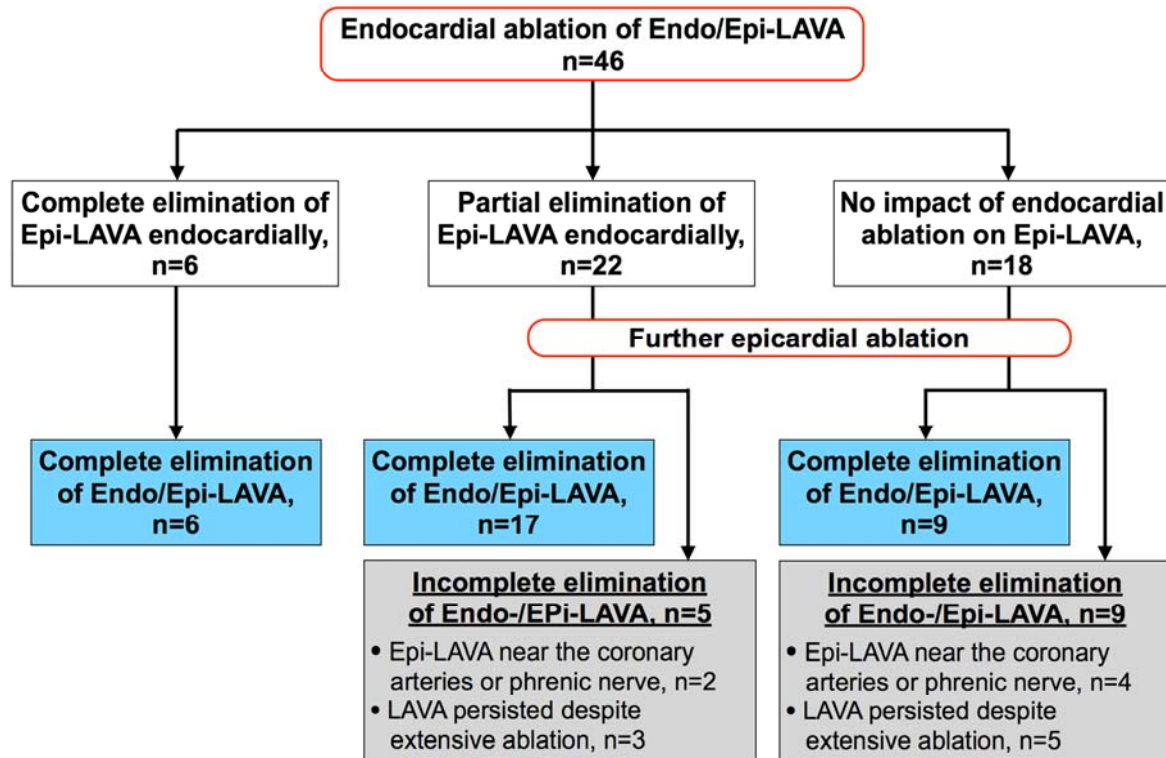 Endocardial ablation of Endo/Epi-LAVA
n=46
Complete elimination of
Epi-LAVA endocardially,
n=6
Partial elimination of
Epi-LAVA endocardially,
n=22
No impact of endocardial
ablation on Epi-LAVA,
n=18
Further epicardial ablation
Complete elimination
of Endo/Epi-LAVA,
n=6
Complete elimination
of Endo/Epi-LAVA,
n=17
Complete elimination
of Endo/Epi-LAVA,
n=9
Incomplete elimination
of Endo-/EPi-LAVA, n=5
• Epi-LAVA near the coronary
arteries or phrenic nerve, n=2
• LAVA persisted despite
extensive ablation, n=3
Incomplete elimination
of Endo-/Epi-LAVA, n=9
• Epi-LAVA near the coronary
arteries or phrenic nerve, n=4
• LAVA persisted despite
extensive ablation, n=5